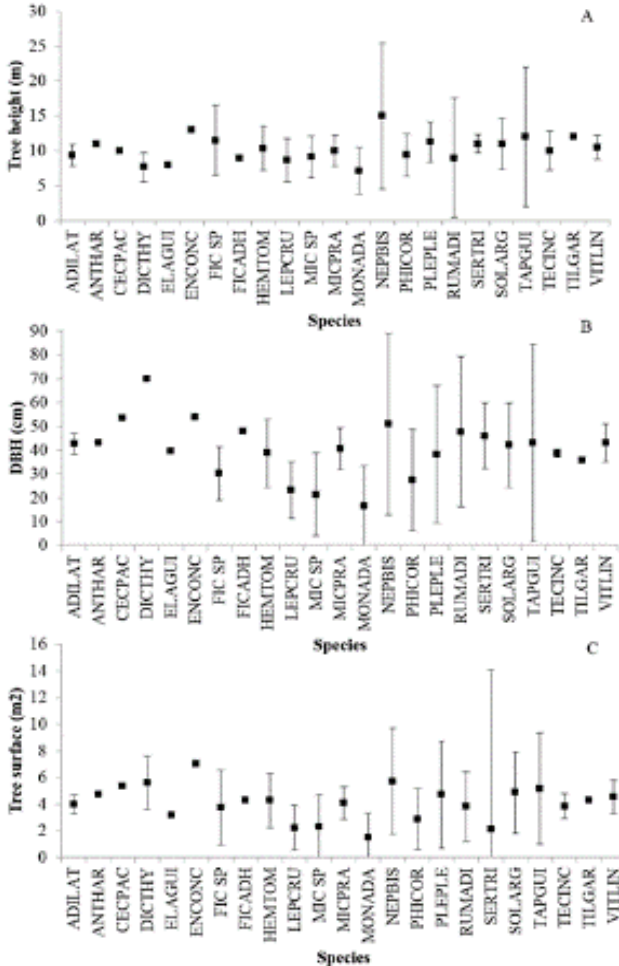 A
Tree height (m)
30
25
20
15
10
5
0
ADILAT
ANTHAR
CECPAC
DICTHY
ELAGUI
ENCONC
FIC SP
FICADH
HEMTOM
LEPCRU
MIC SP
MICPRA
MONADA
NEPBIS
PHICOR
PLEPLE
RUMADI
SERTRI
SOLARG
TAPGUI
TECINC
TILGAR
VITLIN
Species
B
DBH (cm)
90
80
70
60
50
40
30
20
10
0
ADILAT
ANTHAR
CECPAC
DICTHY
ELAGUI
ENCONC
FIC SP
FICADH
HEMTOM
LEPCRU
MIC SP
MICPRA
MONADA
NEPBIS
PHICOR
PLEPLE
RUMADI
SERTRI
SOLARG
TAPGUI
TECINC
TILGAR
VITLIN
Species
C
Tree surface (m2)
16
14
12
10
8
6
4
2
0
ADILAT
ANTHAR
CECPAC
DICTHY
ELAGUI
ENCONC
FIC SP
FICADH
HEMTOM
LEPCRU
MIC SP
MICPRA
MONADA
NEPBIS
PHICOR
PLEPLE
RUMADI
SERTRI
SOLARG
TAPGUI
TECINC
TILGAR
VITLIN
Species